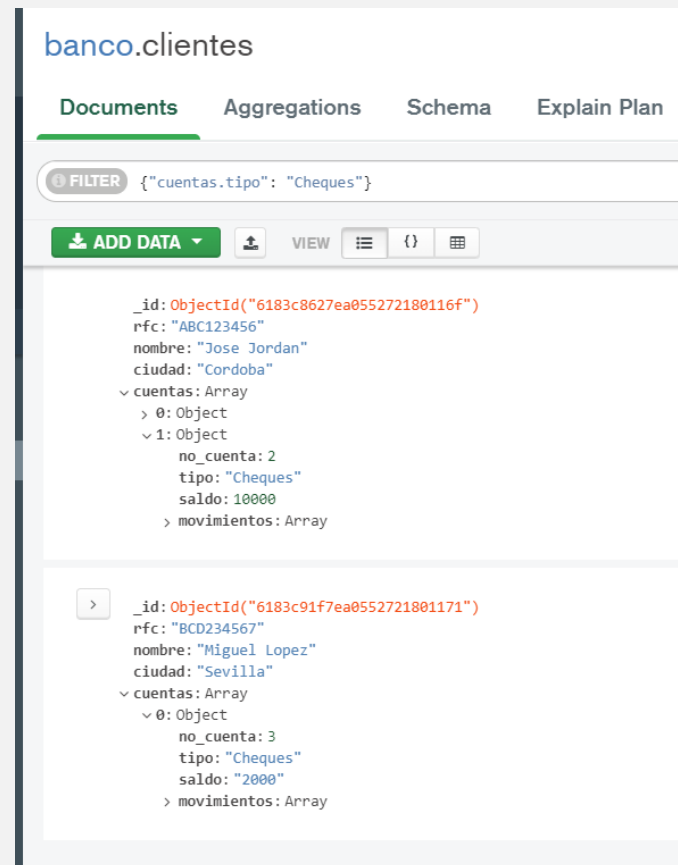 banco.clientes
Documents Aggregations Schema Explain Plan
FILTER {"cuentas.tipo": "Cheques"}
ADD DATA VIEW {}
_id: ObjectId("6183c8627ea055272180116f")
rfc: "ABC123456"
nombre: "Jose Jordan"
ciudad: "Cordoba"
cuentas: Array
0: Object
1: Object
no_cuenta: 2
tipo: "Cheques"
saldo: 10000
movimientos: Array
_id: ObjectId("6183c91f7ea0552721801171")
rfc: "BCD234567"
nombre: "Miguel Lopez"
ciudad: "Sevilla"
cuentas: Array
0: Object
no_cuenta: 3
tipo: "Cheques"
saldo: "2000"
movimientos: Array